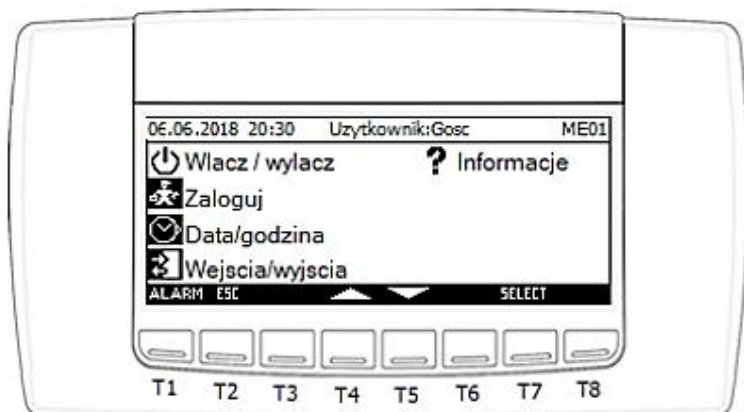 06.06.2018 20:30 Uzytkownik:Gosc ME01
Wlacz / wylacz ? Informacje
Zaloguj
Data/godzina
Wejscia/wyjscia
ALARM ESC SELECT
T1 T2 T3 T4 T5 T6 T7 T8